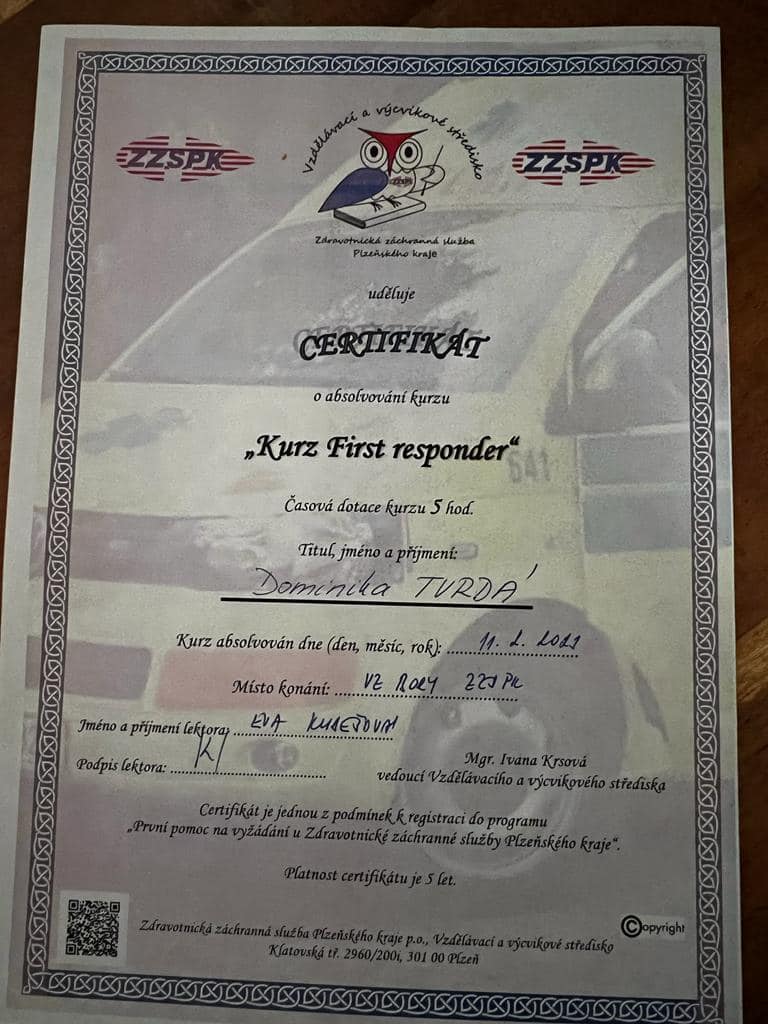 Vzdělávací a výcvikové středisko
ZZSPK
ZZSPK
ZZSPK
Zdravotnická záchranná služba
Plzeňského kraje
uděluje
CERTIFIKÁT
o absolvování kurzu
„Kurz First responder“
641
Časová dotace kurzu 5 hod.
Titul, jméno a příjmení:
Dominika TVRDÁ
Kurz absolvován dne (den, měsíc, rok): 11. 2.
Místo konání: ZZSPK
Jméno a příjmení lektora: EVA
Podpis lektora:
Mgr. Ivana Krsová
vedoucí Vzdělávacího a výcvikového střediska
Certifikát je jednou z podmínek k registraci do programu
„První pomoc na vyžádání u Zdravotnické záchranné služby Plzeňského kraje“.
Platnost certifikátu je 5 let.
Copyright
Zdravotnická záchranná služba Plzeňského kraje p.o., Vzdělávací a výcvikové středisko
Klatovská tř. 2960/200i, 301 00 Plzeň